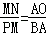 MN/PM = AO/BA